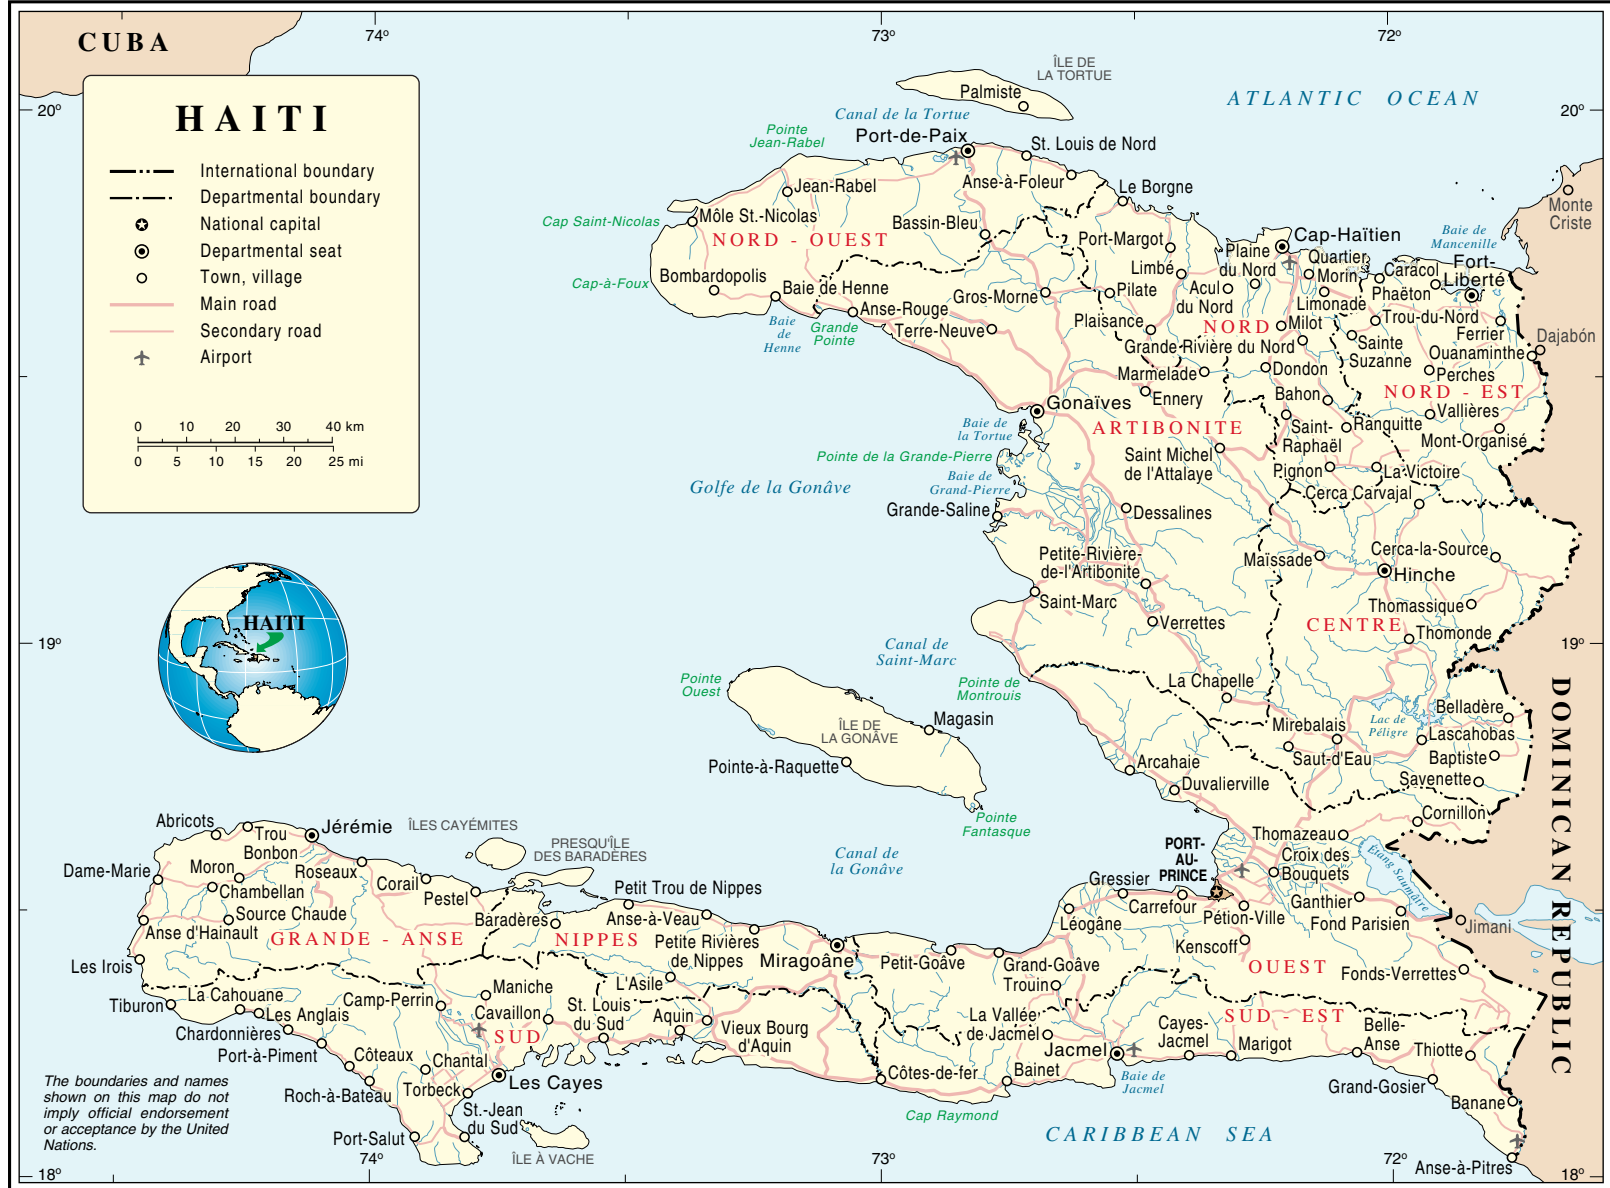 74º
73º
72º
CUBA
HAITI
International boundary
Departmental boundary
National capital
Departmental seat
Town, village
Main road
Secondary road
Airport
0 10 20 30 40 km
0 5 10 15 20 25 mi
20º
20º
ÎLE DE
LA TORTUE
Palmiste
ATLANTIC OCEAN
Canal de la Tortue
Pointe
Jean-Rabel
Port-de-Paix
St. Louis de Nord
Jean-Rabel
Anse-à-Foleur
Le Borgne
Monte
Criste
Cap Saint-Nicolas
Môle St.-Nicolas
Bassin-Bleu
NORD - OUEST
Port-Margot
Plaine
du Nord
Cap-Haïtien
Quartier
Morin
Baie de
Mancenille
Caracol
Fort-
Liberté
Cap-à-Foux
Bombardopolis
Baie de Henne
Limbé
Acul
du Nord
Limonade
Phaëton
Anse-Rouge
Gros-Morne
Pilate
Trou-du-Nord
Baie
de
Henne
Grande
Pointe
Terre-Neuve
Plaisance
NORD
Milot
Ferrier
Dajabón
Grande-Rivière du Nord
Sainte
Suzanne
Ouanaminthe
Marmelade
Dondon
Perches
Ennery
Bahon
NORD - EST
Gonaïves
Vallières
ARTIBONITE
Saint-
Raphaël
Ranquitte
Mont-Organisé
Baie de
la Tortue
Pointe de la Grande-Pierre
Saint Michel
de l'Attalaye
Pignon
La Victoire
Baie de
Grand-Pierre
Golfe de la Gonâve
Cerca Carvajal
Grande-Saline
Dessalines
Petite-Rivière-
de-l'Artibonite
Maïssade
Cerca-la-Source
Hinche
Saint-Marc
Thomassique
HAITI
Verrettes
CENTRE
Thomonde
19º
19º
Canal de
Saint-Marc
Pointe
Ouest
Pointe de
Montrouis
La Chapelle
Belladère
ÎLE DE
LA GONÂVE
Magasin
Mirebalais
Lac de
Péligre
Lascahobas
Saut-d'Eau
Baptiste
Pointe-à-Raquette
Arcahaie
Savenette
Duvalierville
Cornillon
Pointe
Fantasque
DOMINICAN REPUBLIC
Abricots
Trou
Bonbon
Jérémie
ÎLES CAYÉMITES
Thomazeau
PORT-
AU-
PRINCE
Croix des
Bouquets
Étang Saumâtre
PRESQU'ÎLE
DES BARADÈRES
Canal de
la Gonâve
Dame-Marie
Moron
Roseaux
Chambellan
Corail
Pestel
Petit Trou de Nippes
Gressier
Carrefour
Ganthier
Source Chaude
Baradères
Anse-à-Veau
Léogâne
Pétion-Ville
Fond Parisien
Jimani
Anse d'Hainault
GRANDE - ANSE
NIPPES
Petite Rivières
de Nippes
Miragoâne
Kenscoff
Les Irois
Petit-Goâve
Grand-Goâve
OUEST
Fonds-Verrettes
L'Asile
Trouin
Tiburon
La Cahouane
Les Anglais
Camp-Perrin
Maniche
Cavaillon
St. Louis
du Sud
Aquin
Vieux Bourg
d'Aquin
La Vallée
de Jacmel
SUD - EST
Chardonnières
SUD
Cayes-
Jacmel
Belle-
Anse
Port-à-Piment
Côteaux
Chantal
Jacmel
Marigot
Thiotte
Les Cayes
Côtes-de-fer
Bainet
Baie de
Jacmel
Roch-à-Bateau
Torbeck
Grand-Gosier
St.-Jean
du Sud
Cap Raymond
Banane
The boundaries and names
shown on this map do not
imply official endorsement
or acceptance by the United
Nations.
Port-Salut
CARIBBEAN SEA
ÎLE À VACHE
Anse-à-Pitres
18º
74º
73º
72º
18º